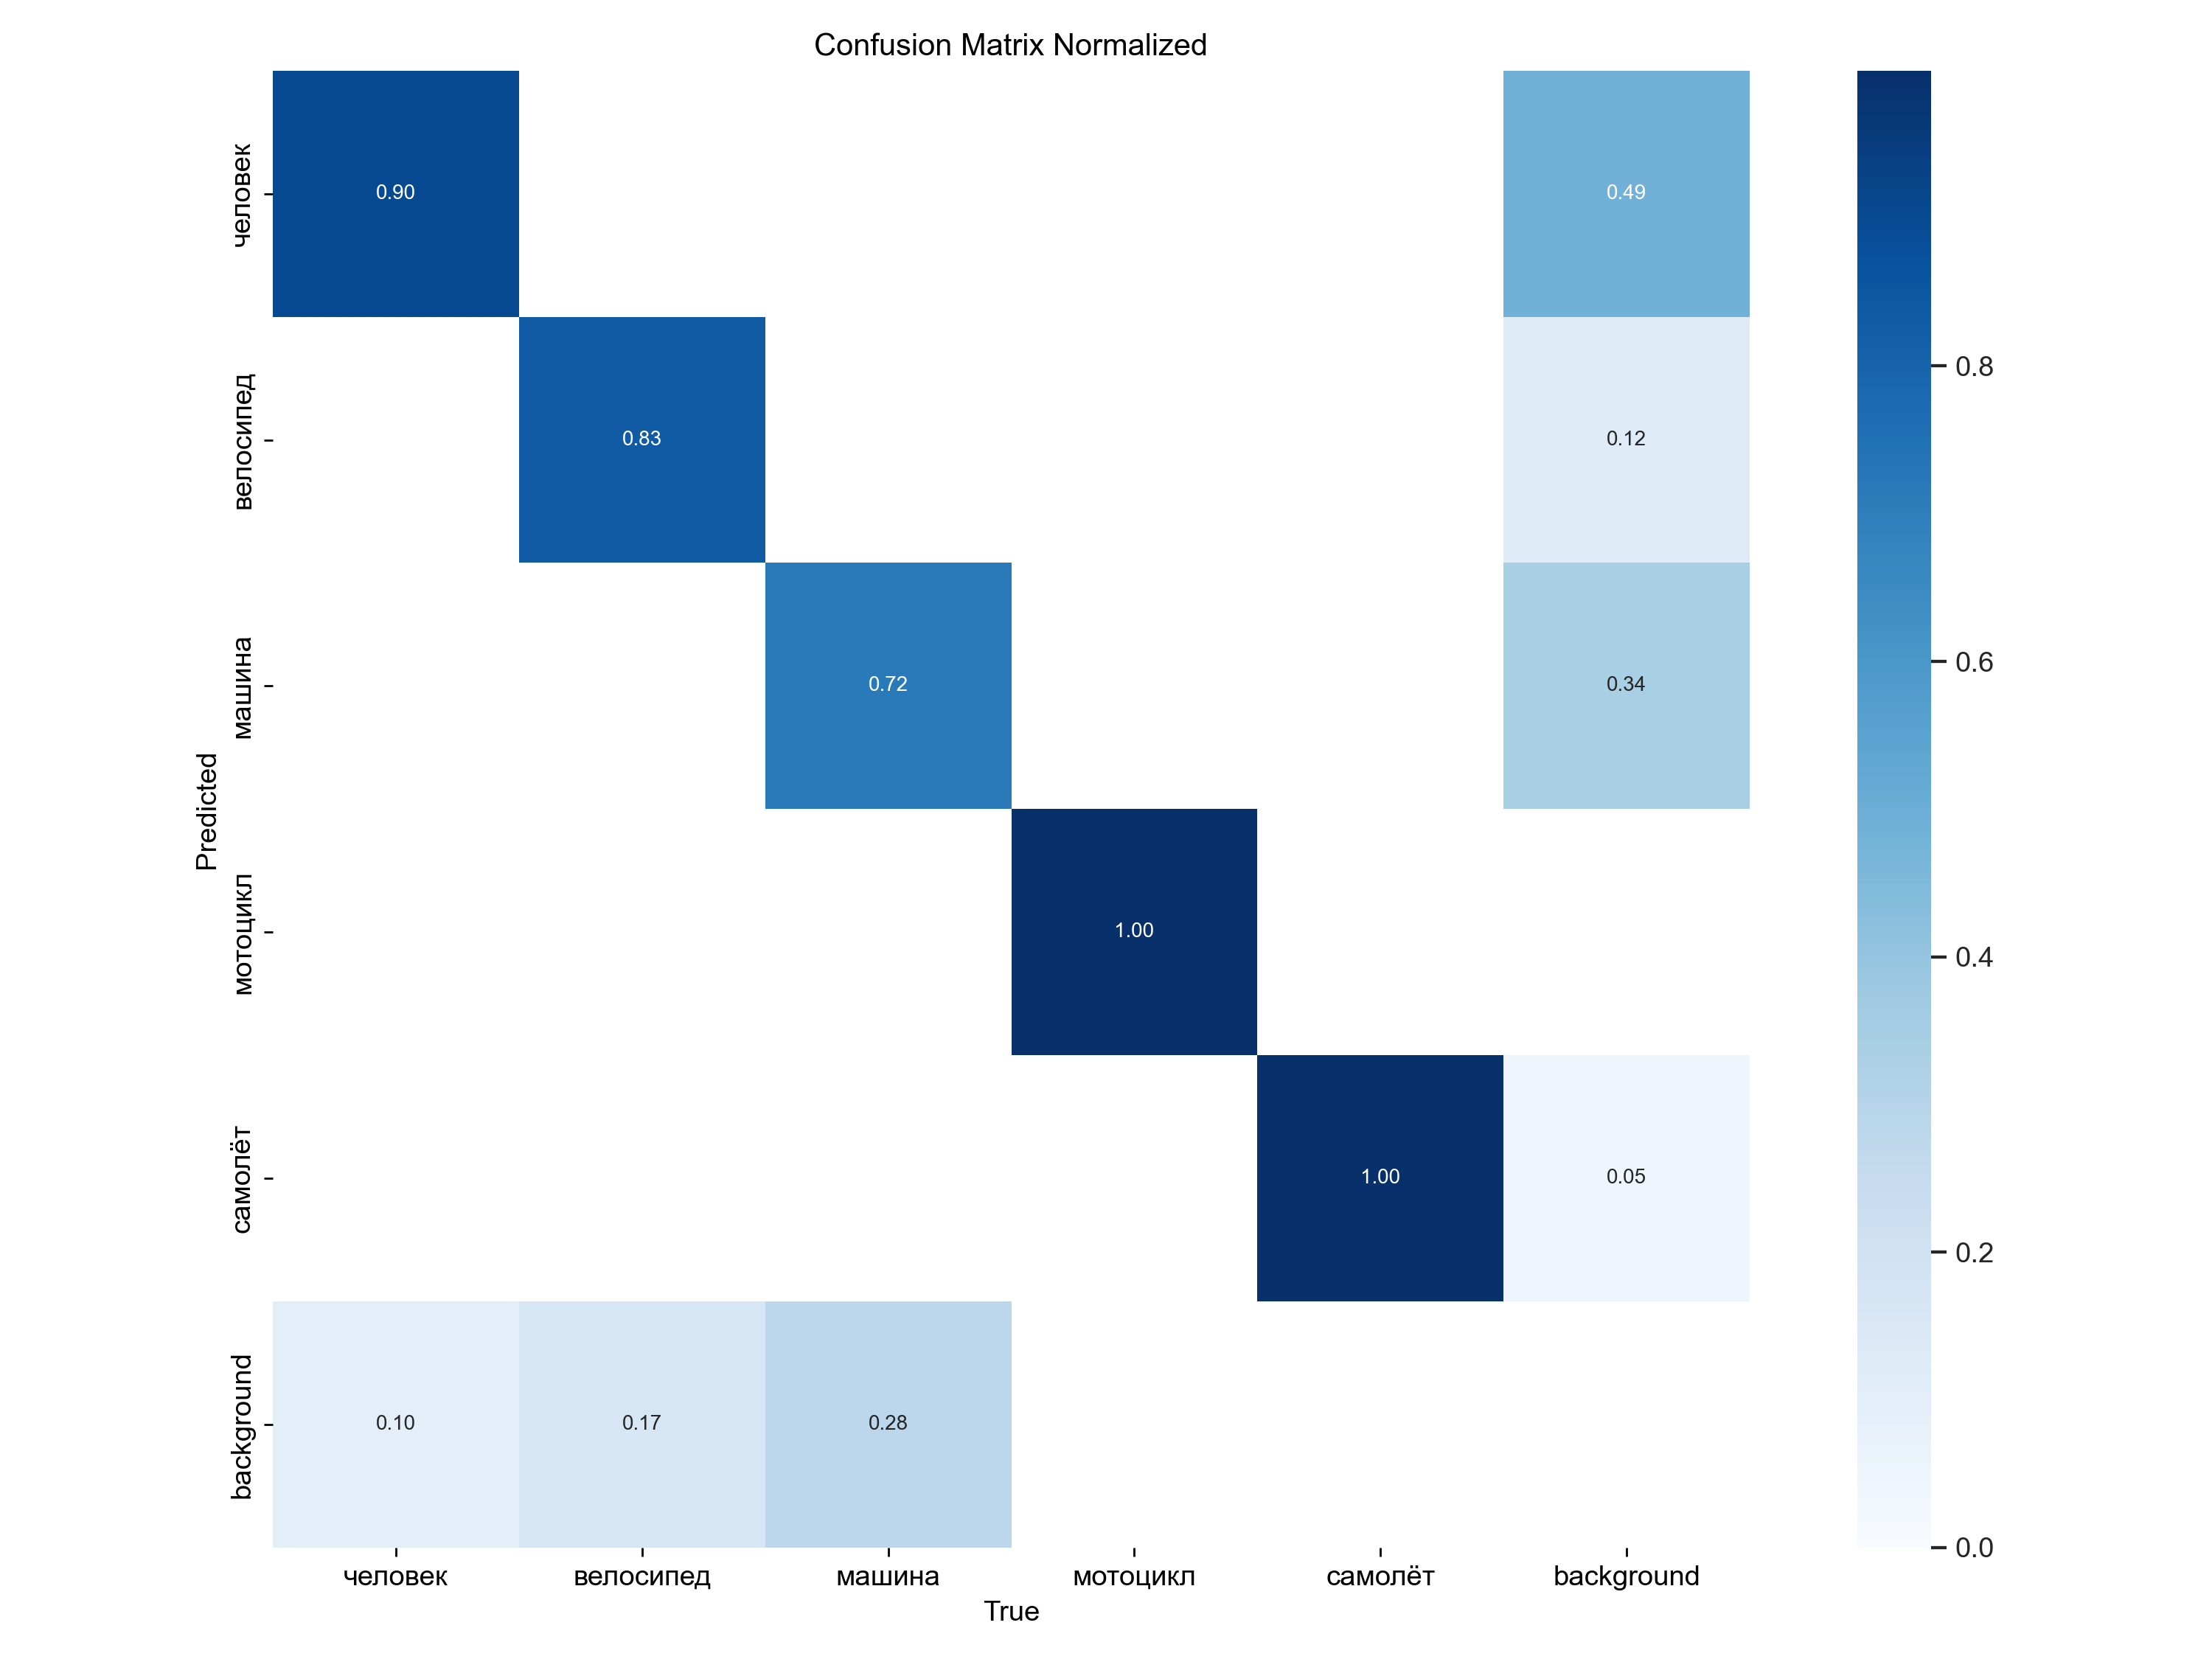 Confusion Matrix Normalized
человек
0.90
0.49
велосипед
0.83
0.12
машина
0.72
0.34
мотоцикл
1.00
самолёт
1.00
0.05
background
0.10
0.17
0.28
Predicted
человек
велосипед
машина
мотоцикл
самолёт
background
True
0.8
0.6
0.4
0.2
0.0